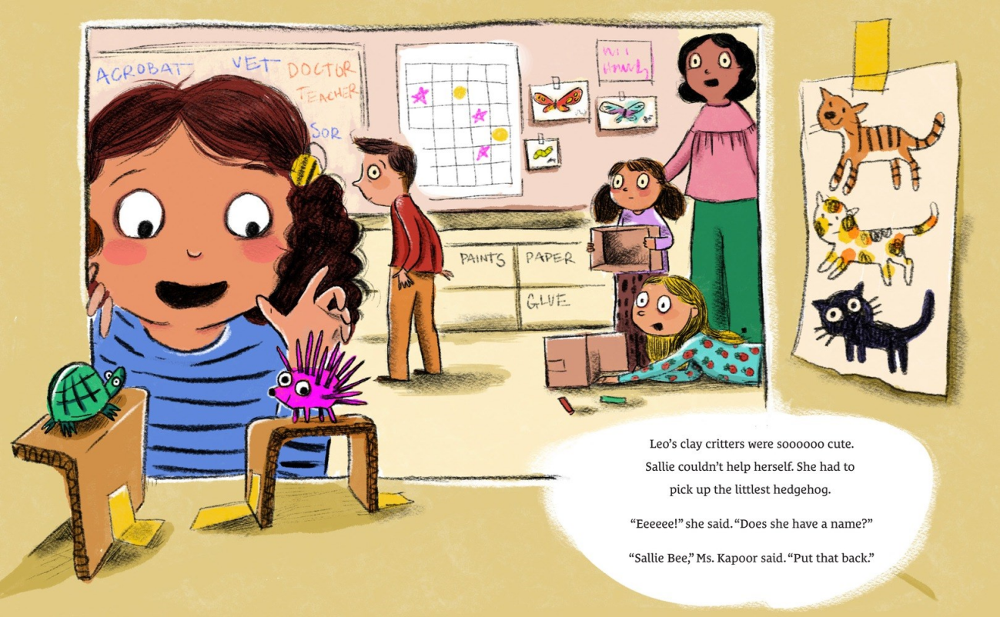 ACROBAT
VET
DOCTOR
TEACHER
SOR
PAINTS
PAPER
GLUE
Leo’s clay critters were soooooo cute.
Sallie couldn’t help herself. She had to
pick up the littlest hedgehog.
“Eeeeee!” she said. “Does she have a name?”
“Sallie Bee,” Ms. Kapoor said. “Put that back.”